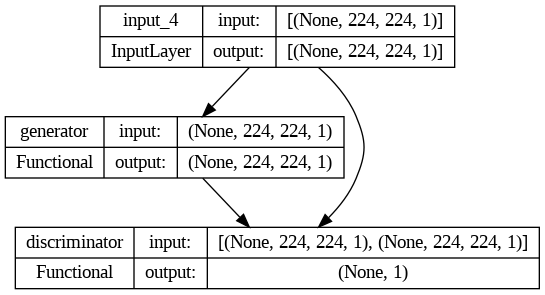 input_4 input: [(None, 224, 224, 1)]
InputLayer output: [(None, 224, 224, 1)]
generator input: (None, 224, 224, 1)
Functional output: (None, 224, 224, 1)
discriminator input: [(None, 224, 224, 1), (None, 224, 224, 1)]
Functional output: (None, 1)